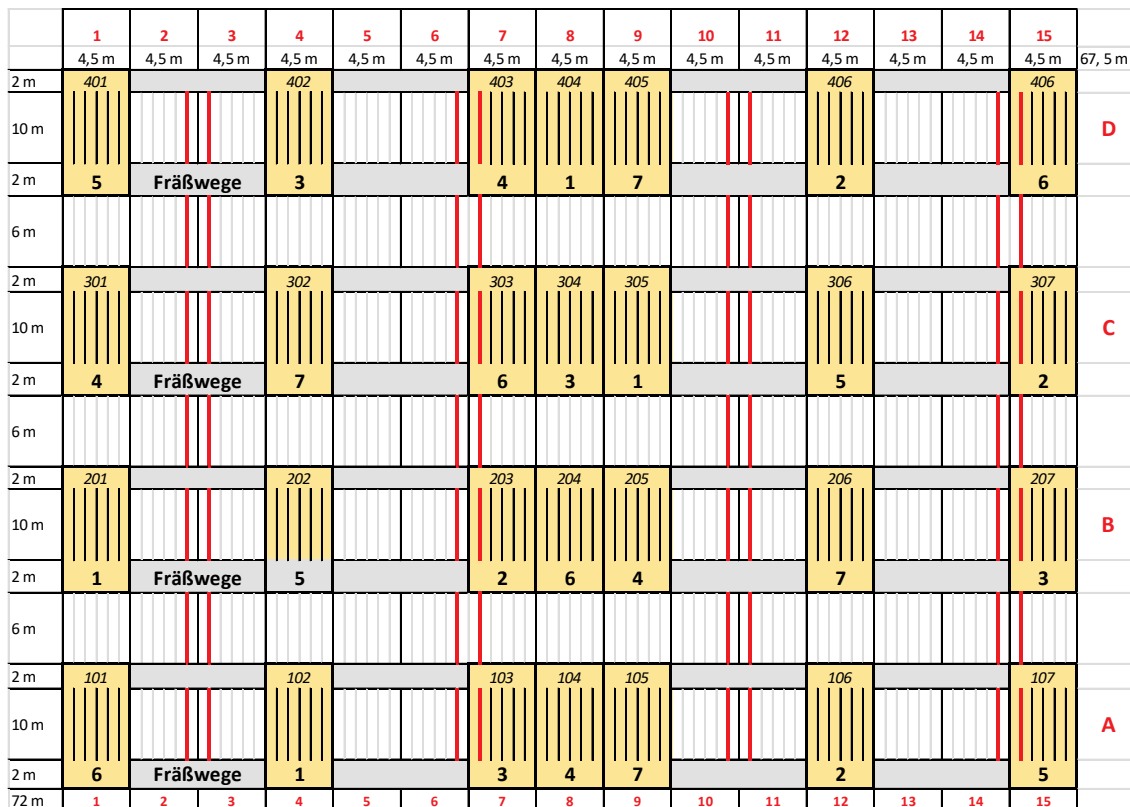 1 2 3 4 5 6 7 8 9 10 11 12 13 14 15
4,5 m 4,5 m 4,5 m 4,5 m 4,5 m 4,5 m 4,5 m 4,5 m 4,5 m 4,5 m 4,5 m 4,5 m 4,5 m 4,5 m 4,5 m 67, 5 m
2 m 401 402 403 404 405 406 406
10 m D
2 m 5 Fräßwege 3 4 1 7 2 6
6 m
2 m 301 302 303 304 305 306 307
10 m C
2 m 4 Fräßwege 7 6 3 1 5 2
6 m
2 m 201 202 203 204 205 206 207
10 m B
2 m 1 Fräßwege 5 2 6 4 7 3
6 m
2 m 101 102 103 104 105 106 107
10 m A
2 m 6 Fräßwege 1 3 4 7 2 5
72 m 1 2 3 4 5 6 7 8 9 10 11 12 13 14 15